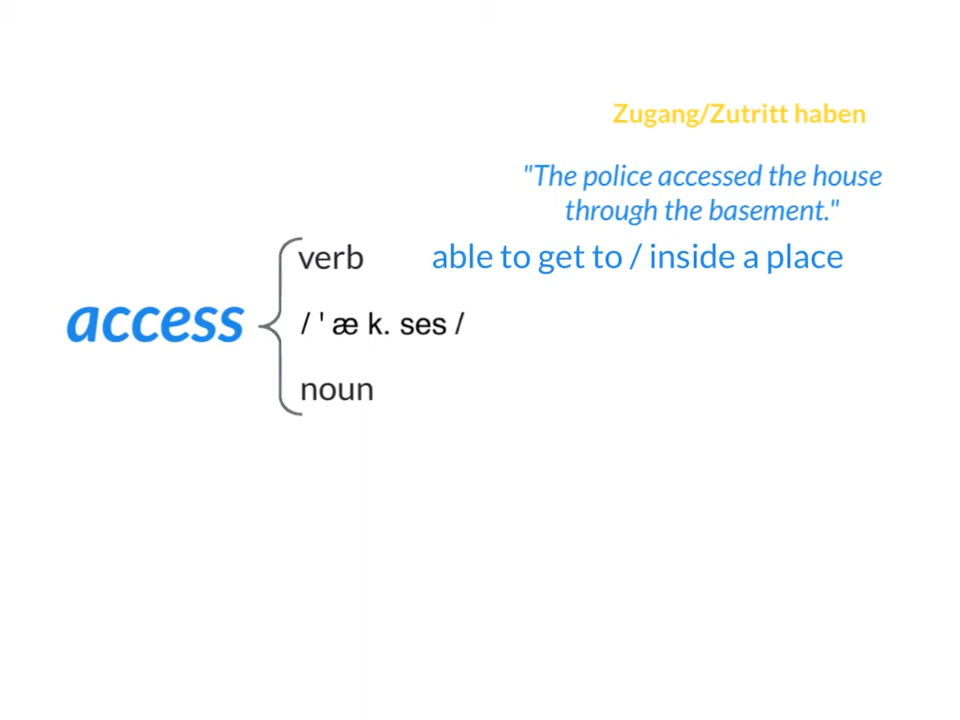 Zugang/Zutritt haben
"The police accessed the house
through the basement."
verb able to get to / inside a place
access
/ ˈ æ k. ses /
noun